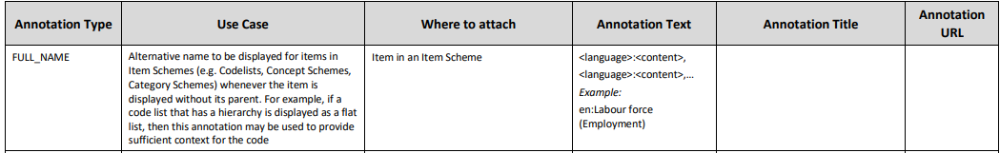 Annotation Type
Use Case
Where to attach
Annotation Text
Annotation Title
Annotation
URL
FULL_NAME
Alternative name to be displayed for items in
Item Schemes (e.g. Codelists, Concept Schemes,
Category Schemes) whenever the item is
displayed without its parent. For example, if a
code list that has a hierarchy is displayed as a flat
list, then this annotation may be used to provide
sufficient context for the code
Item in an Item Scheme
<language>:<content>,
<language>:<content>,...
Example:
en:Labour force
(Employment)